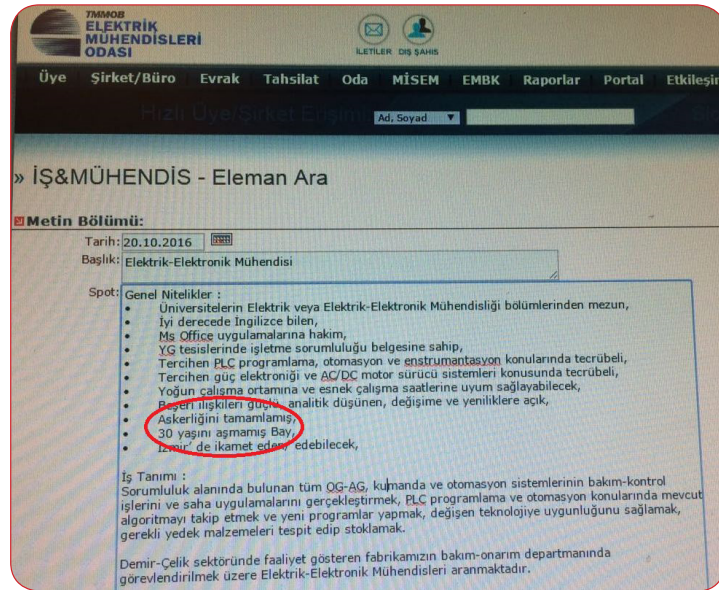 TMMOB
ELEKTRİK
MÜHENDİSLERİ
ODASI
İLETİLER DIŞ ŞAHIS
Üye Şirket/Büro Evrak Tahsilat Oda MİSEM EMBK Raporlar Portal Etkileşim
Hızlı Üye/Şirket Erişimi Ad, Soyad
» İŞ&MÜHENDİS - Eleman Ara
Metin Bölümü:
Tarih: 20.10.2016
Başlık: Elektrik-Elektronik Mühendisi
Spot: Genel Nitelikler :
• Üniversitelerin Elektrik veya Elektrik-Elektronik Mühendisliği bölümlerinden mezun,
• İyi derecede İngilizce bilen,
• Ms Office uygulamalarına hakim,
• YG tesislerinde işletme sorumluluğu belgesine sahip,
• Tercihen PLC programlama, otomasyon ve enstrumantasyon konularında tecrübeli,
• Tercihen güç elektroniği ve AC/DC motor sürücü sistemleri konusunda tecrübeli,
• Yoğun çalışma ortamına ve esnek çalışma saatlerine uyum sağlayabilecek,
• Beşeri ilişkileri güçlü, analitik düşünen, değişime ve yeniliklere açık,
• Askerliğini tamamlamış,
• 30 yaşını aşmamış Bay,
• İzmir' de ikamet eden/ edebilecek,
İş Tanımı :
Sorumluluk alanında bulunan tüm OG-AG, kumanda ve otomasyon sistemlerinin bakım-kontrol
işlerini ve saha uygulamalarını gerçekleştirmek, PLC programlama ve otomasyon konularında mevcut
algoritmayı takip etmek ve yeni programlar yapmak, değişen teknolojiye uygunluğunu sağlamak,
gerekli yedek malzemeleri tespit edip stoklamak.
Demir-Çelik sektöründe faaliyet gösteren fabrikamızın bakım-onarım departmanında
görevlendirilmek üzere Elektrik-Elektronik Mühendisleri aranmaktadır.